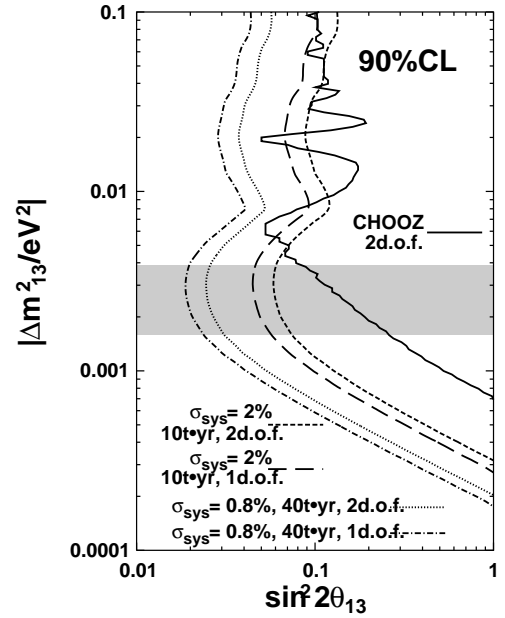 0.1
90%CL
0.01
CHOOZ
2d.o.f.
|Δm²₁₃/eV²|
0.001
σsys= 2%
10t•yr, 2d.o.f.
σsys= 2%
10t•yr, 1d.o.f.
σsys= 0.8%, 40t•yr, 2d.o.f.
σsys= 0.8%, 40t•yr, 1d.o.f.
0.0001
0.01
0.1
1
sin²2θ₁₃